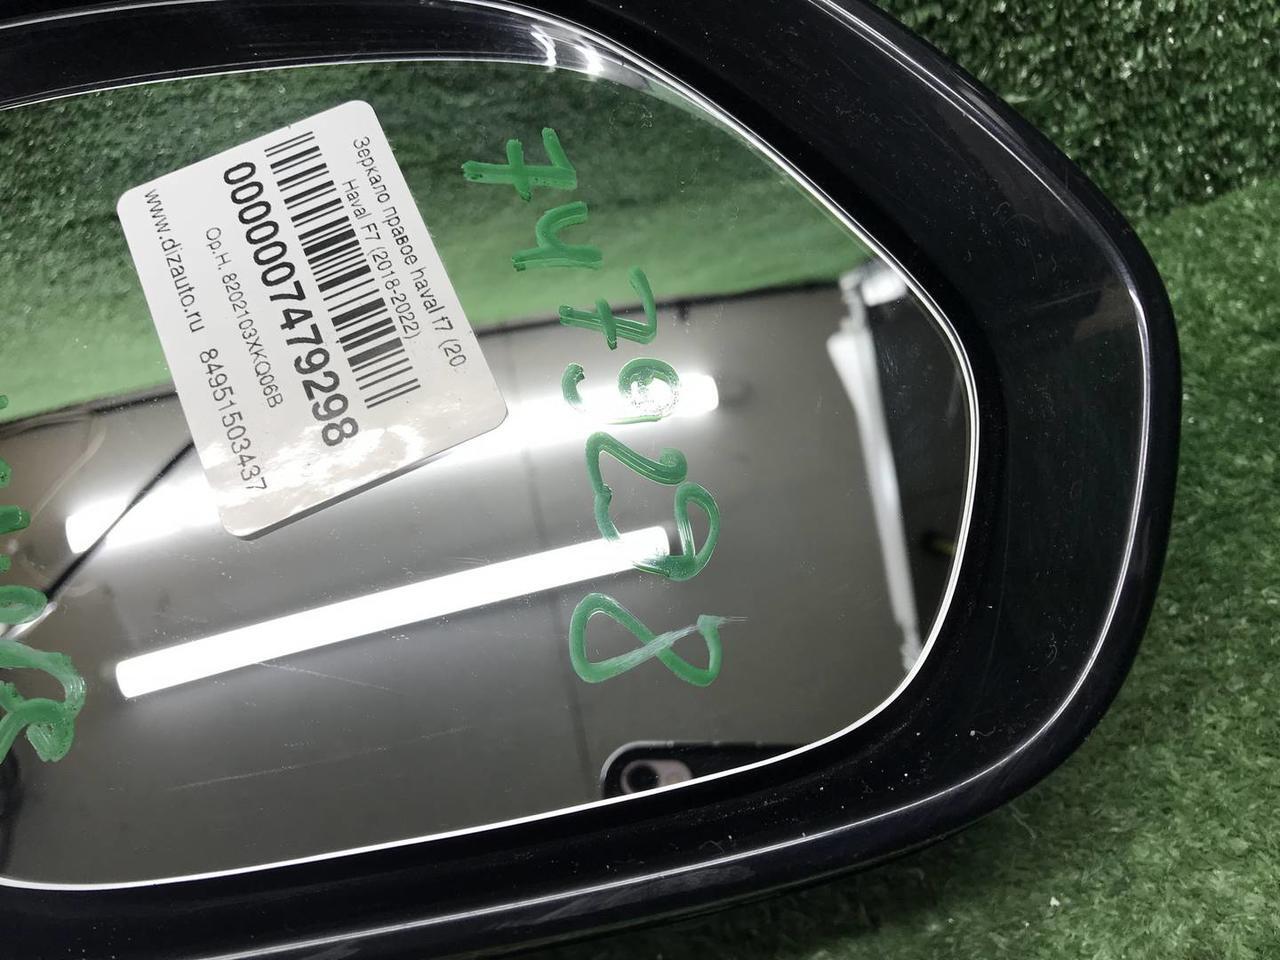 Зеркало правое haval f7 (20
Haval F7 (2018-2022)
0000007479298
Ор.Н. 8202103XKQ06B
www.dizauto.ru 84951503437
7479298